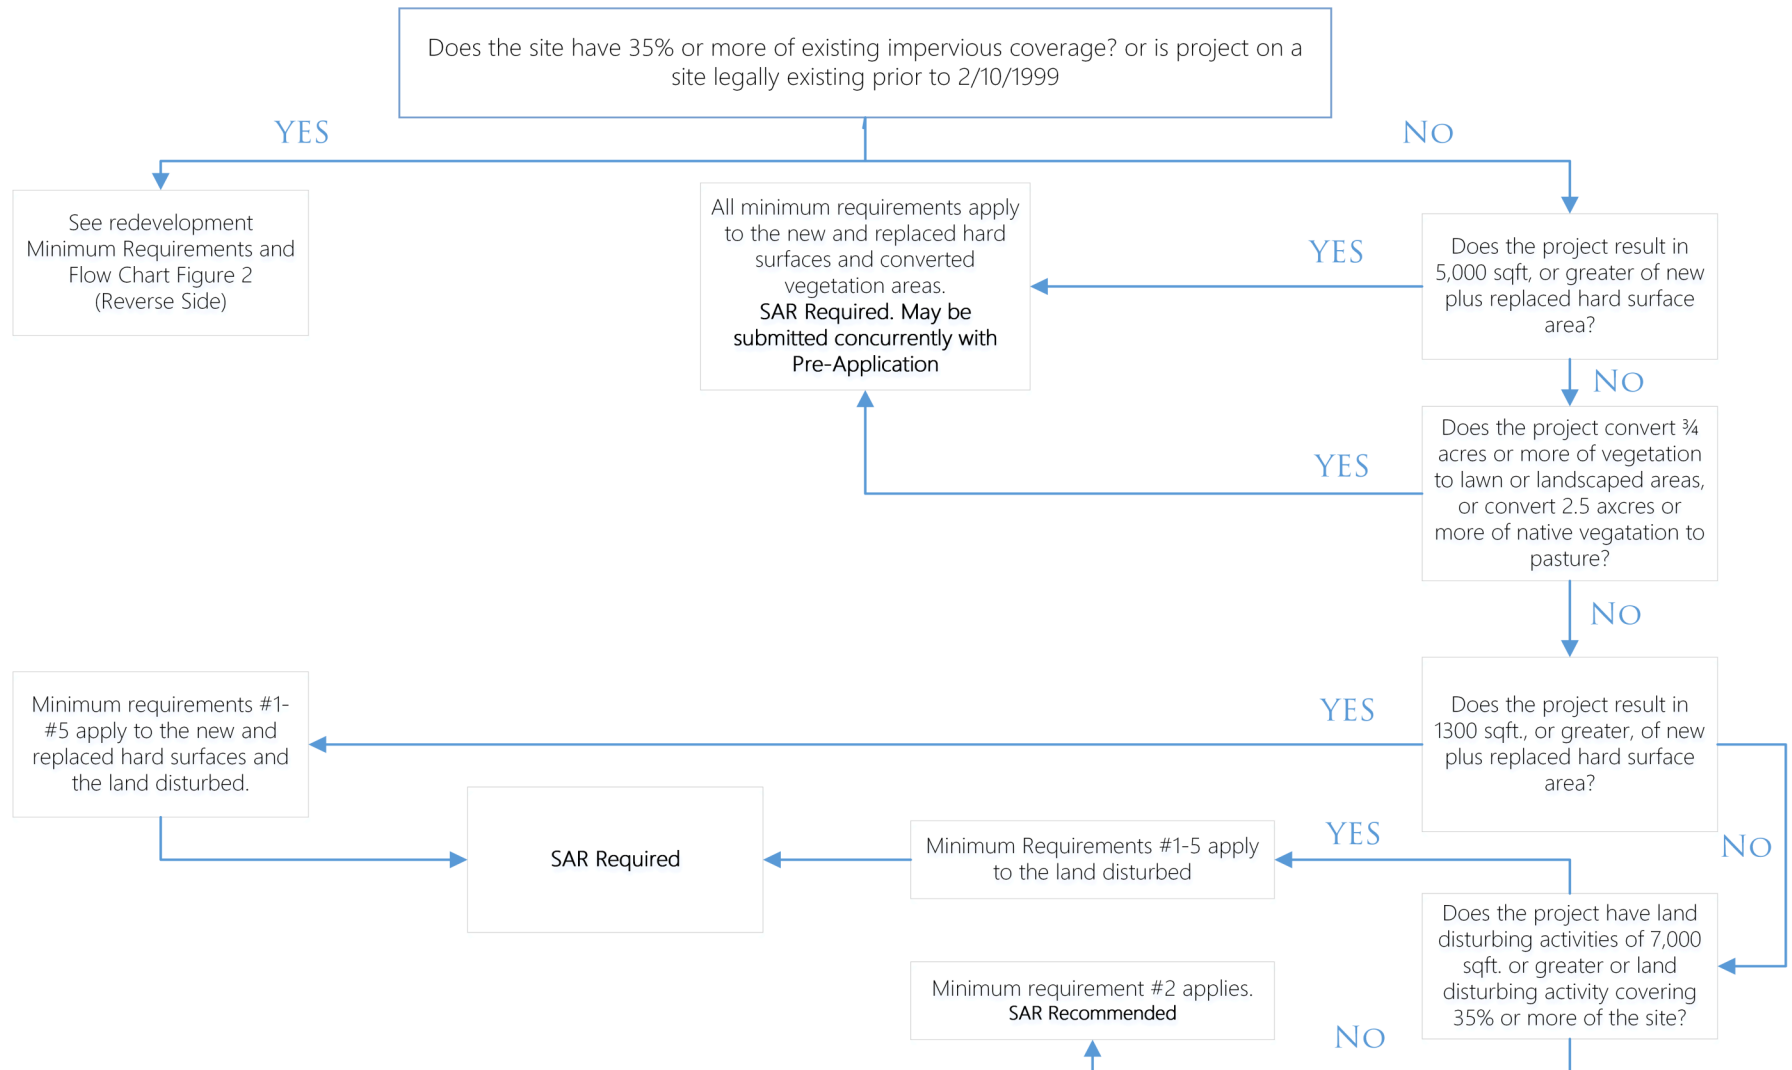 Does the site have 35% or more of existing impervious coverage? or is project on a
site legally existing prior to 2/10/1999
YES
No
See redevelopment
Minimum Requirements and
Flow Chart Figure 2
(Reverse Side)
All minimum requirements apply
to the new and replaced hard
surfaces and converted
vegetation areas.
SAR Required. May be
submitted concurrently with
Pre-Application
YES
Does the project result in
5,000 sqft, or greater of new
plus replaced hard surface
area?
No
YES
Does the project convert ¾
acres or more of vegetation
to lawn or landscaped areas,
or convert 2.5 axcres or
more of native vegatation to
pasture?
No
Minimum requirements #1-
#5 apply to the new and
replaced hard surfaces and
the land disturbed.
YES
Does the project result in
1300 sqft., or greater, of new
plus replaced hard surface
area?
SAR Required
Minimum Requirements #1-5 apply
to the land disturbed
YES
No
Does the project have land
disturbing activities of 7,000
sqft. or greater or land
disturbing activity covering
35% or more of the site?
Minimum requirement #2 applies.
SAR Recommended
No